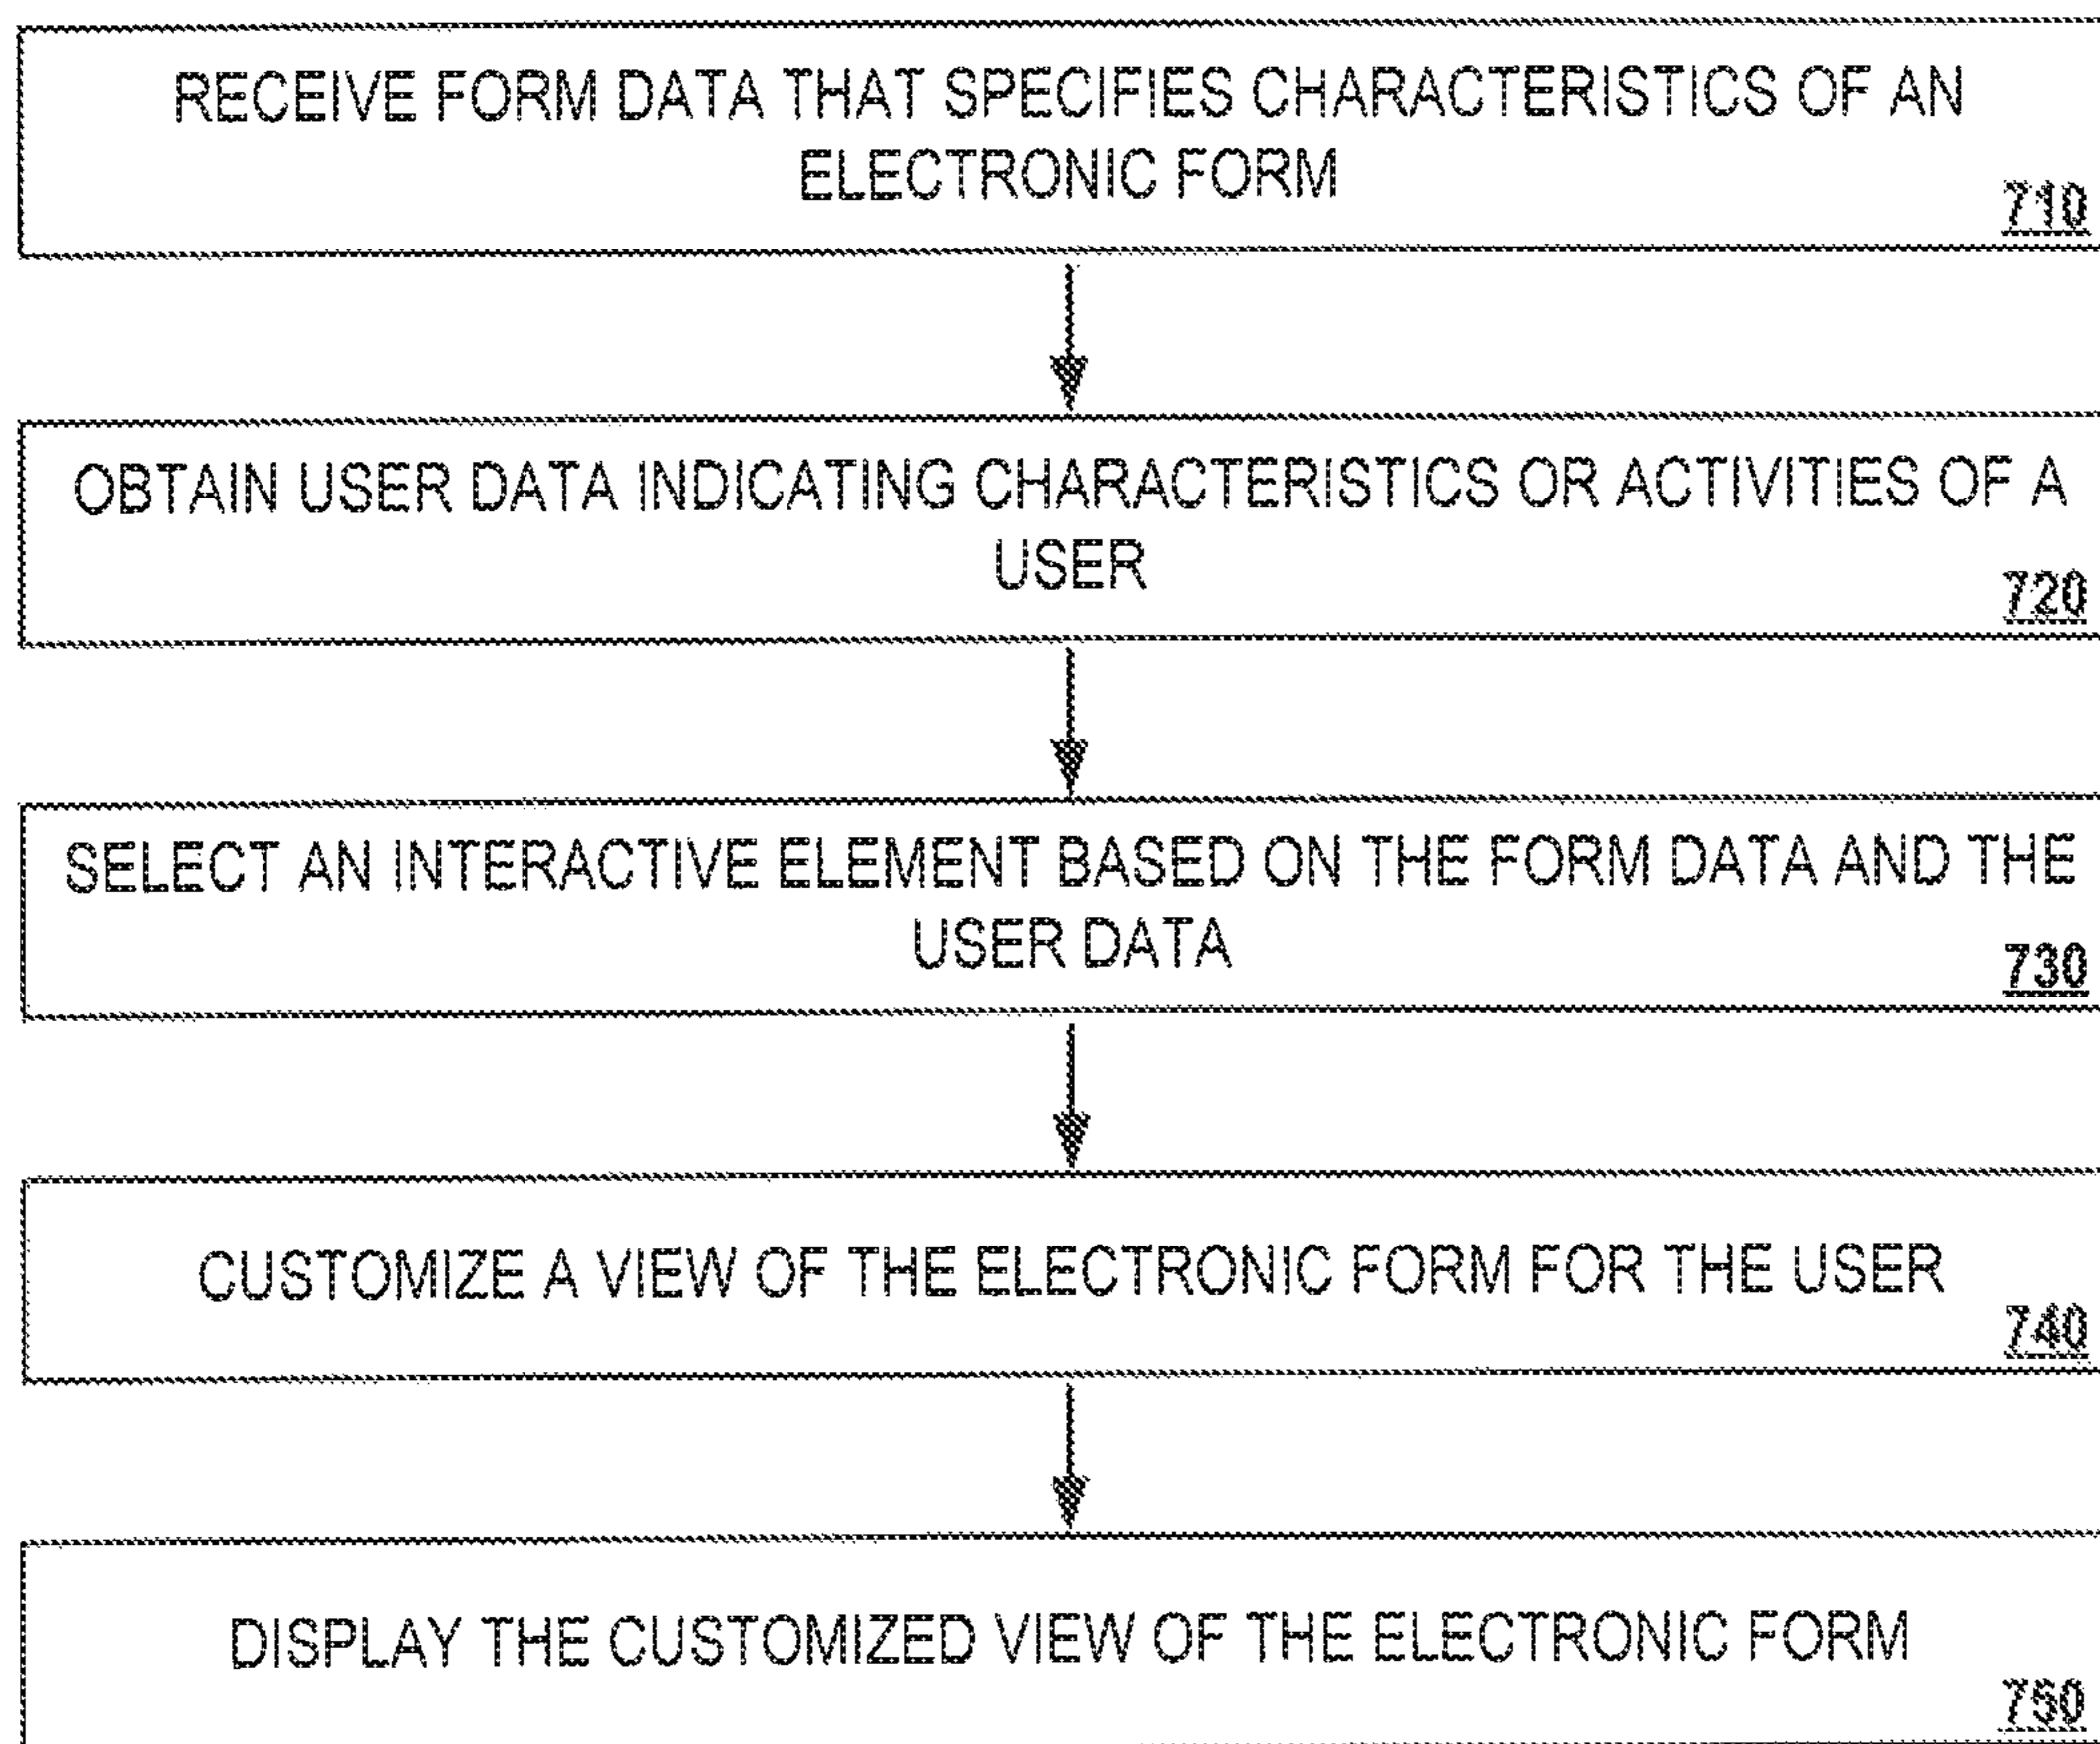 RECEIVE FORM DATA THAT SPECIFIES CHARACTERISTICS OF AN
ELECTRONIC FORM
710
OBTAIN USER DATA INDICATING CHARACTERISTICS OR ACTIVITIES OF A
USER
720
SELECT AN INTERACTIVE ELEMENT BASED ON THE FORM DATA AND THE
USER DATA
730
CUSTOMIZE A VIEW OF THE ELECTRONIC FORM FOR THE USER
740
DISPLAY THE CUSTOMIZED VIEW OF THE ELECTRONIC FORM
750